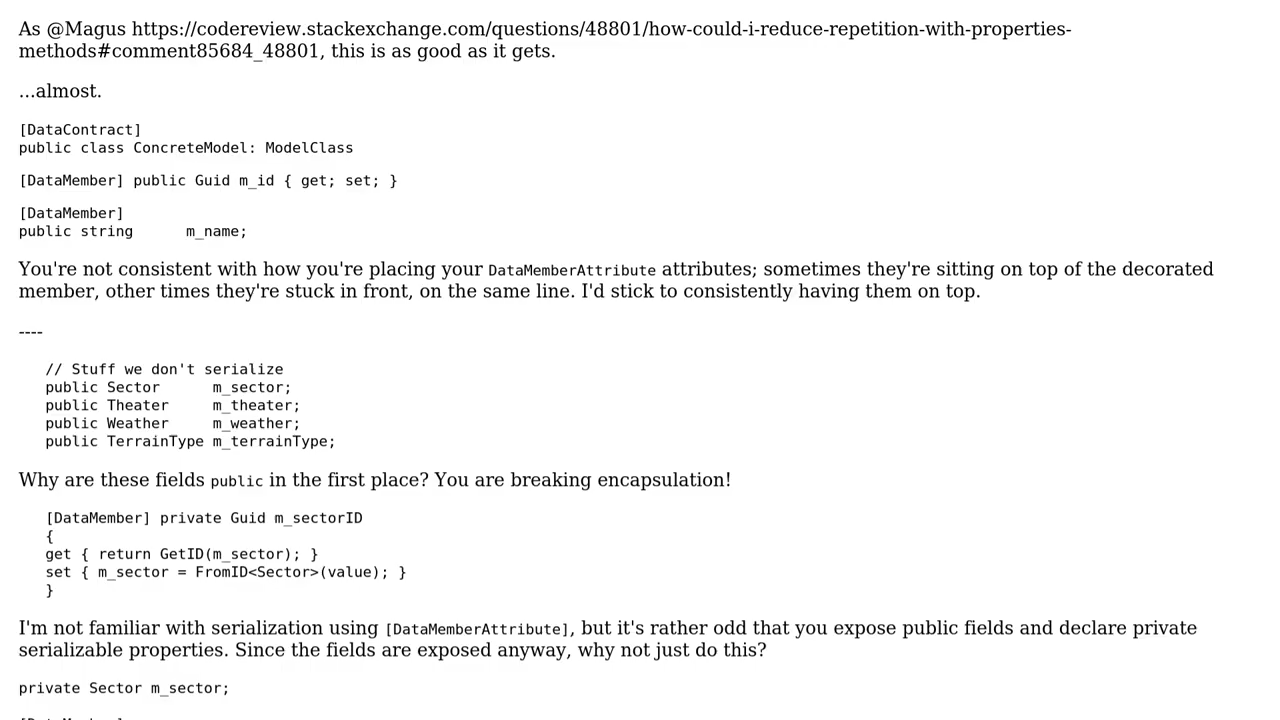 As @Magus https://codereview.stackexchange.com/questions/48801/how-could-i-reduce-repetition-with-properties-
methods#comment85684_48801, this is as good as it gets.
...almost.
[DataContract]
public class ConcreteModel: ModelClass
[DataMember] public Guid m_id { get; set; }
[DataMember]
public string      m_name;
You're not consistent with how you're placing your DataMemberAttribute attributes; sometimes they're sitting on top of the decorated
member, other times they're stuck in front, on the same line. I'd stick to consistently having them on top.
----
   // Stuff we don't serialize
   public Sector      m_sector;
   public Theater     m_theater;
   public Weather     m_weather;
   public TerrainType m_terrainType;
Why are these fields public in the first place? You are breaking encapsulation!
   [DataMember] private Guid m_sectorID
   {
   get { return GetID(m_sector); }
   set { m_sector = FromID<Sector>(value); }
   }
I'm not familiar with serialization using [DataMemberAttribute], but it's rather odd that you expose public fields and declare private
serializable properties. Since the fields are exposed anyway, why not just do this?
private Sector m_sector;